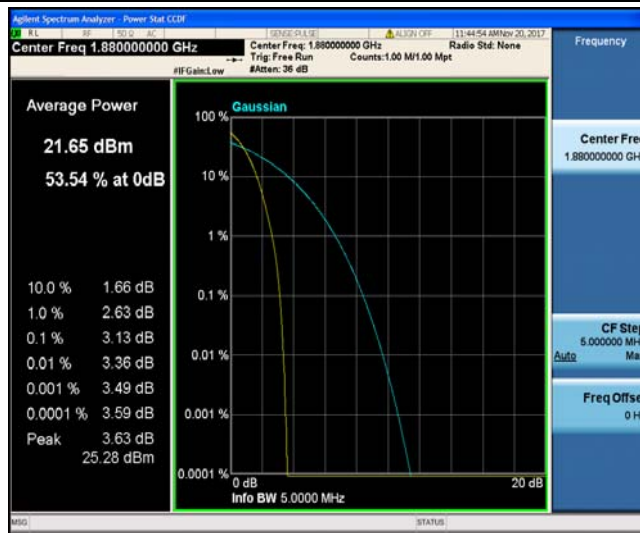 Agilent Spectrum Analyzer - Power Stat CCDF
RL RF 50 Ω AC SENSE:PULSE ALIGN OFF 11:44:54 AM Nov 20, 2017
Center Freq 1.880000000 GHz
Center Freq: 1.880000000 GHz Radio Std: None
Trig: Free Run Counts:1.00 M/1.00 Mpt
#IFGain:Low #Atten: 36 dB
Frequency
Average Power
21.65 dBm
53.54 % at 0dB
10.0 % 1.66 dB
1.0 % 2.63 dB
0.1 % 3.13 dB
0.01 % 3.36 dB
0.001 % 3.49 dB
0.0001 % 3.59 dB
Peak 3.63 dB
25.28 dBm
Gaussian
100 %
10 %
1 %
0.1 %
0.01 %
0.001 %
0.0001 %
0 dB 20 dB
Info BW 5.0000 MHz
Center Fre
1.880000000 GH
CF Step
5.000000 MH
Auto Ma
Freq Offse
0 H
MSG STATUS